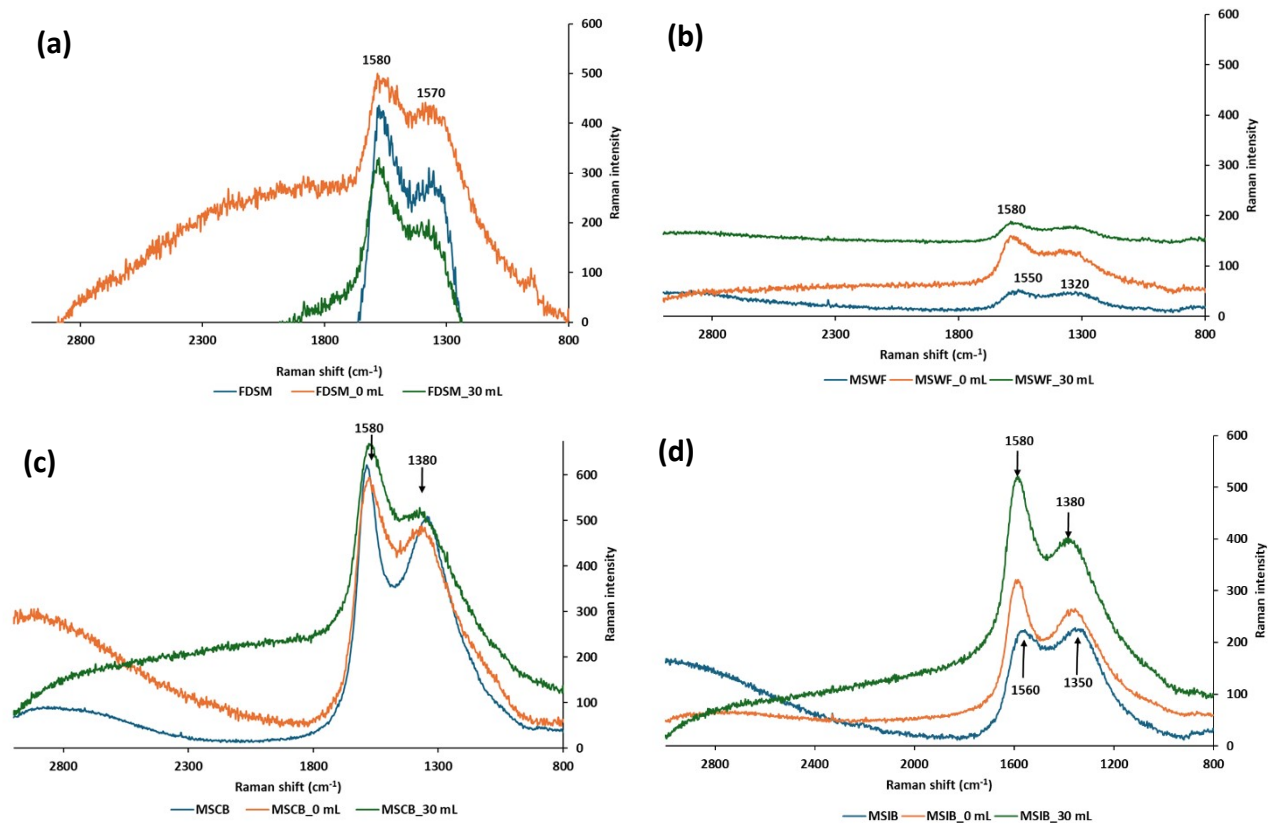 (a)
600
500
400
300
200
100
0
Raman intensity
1580
1570
2800 2300 1800 1300 800
Raman shift (cm-1)
FDSM FDSM_0 mL FDSM_30 mL
(b)
600
500
400
300
200
100
0
Raman intensity
1580
1550
1320
2800 2300 1800 1300 800
Raman shift (cm-1)
MSWF MSWF_0 mL MSWF_30 mL
(c)
1580
1380
600
500
400
300
200
100
0
Raman intensity
2800 2300 1800 1300 800
Raman shift (cm-1)
MSCB MSCB_0 mL MSCB_30 mL
(d)
600
500
400
300
200
100
0
Raman intensity
1580
1380
1560
1350
2800 2400 2000 1600 1200 800
Raman shift (cm-1)
MSIB MSIB_0 mL MSIB_30 mL